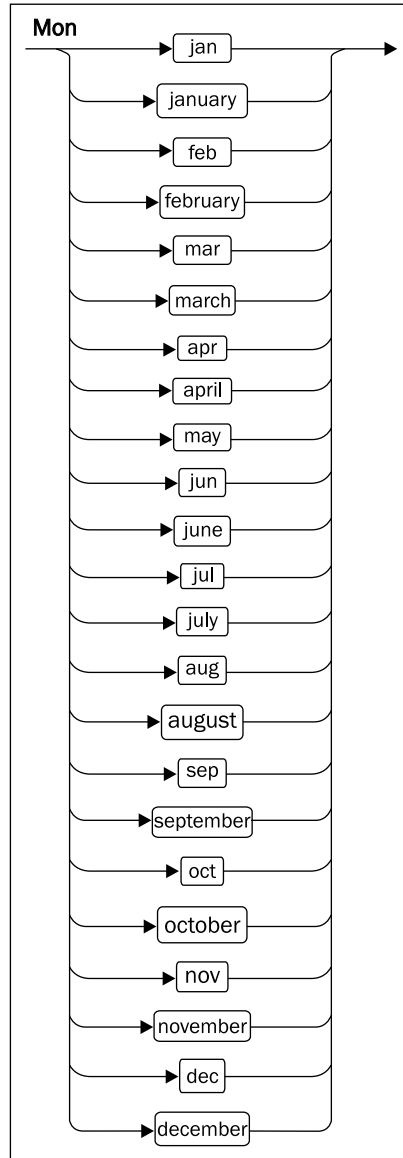 Mon
jan
january
feb
february
mar
march
apr
april
may
jun
june
jul
july
aug
august
sep
september
oct
october
nov
november
dec
december